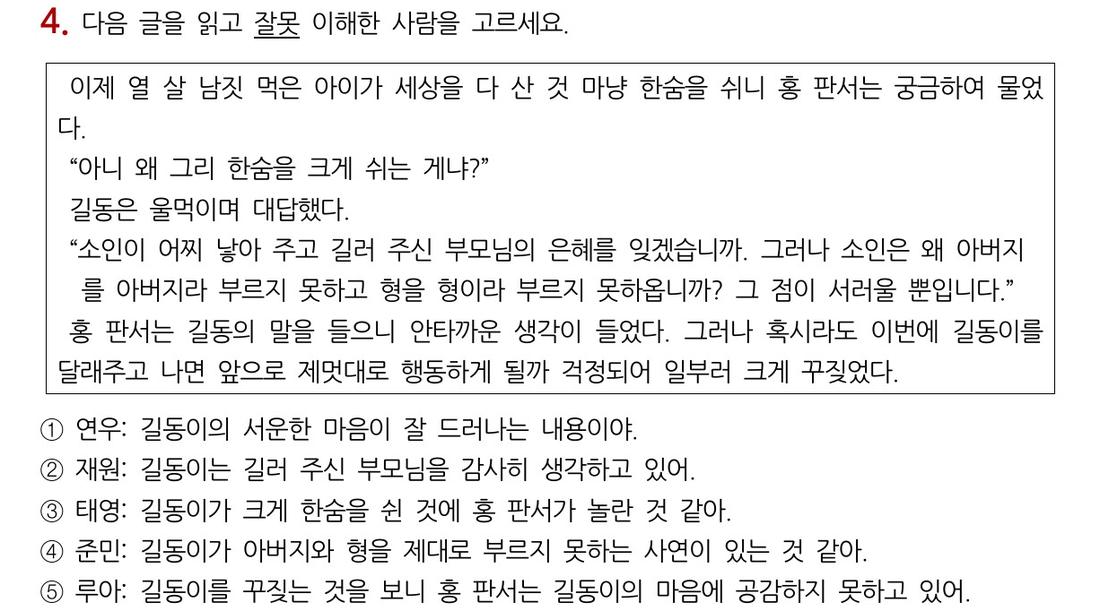 4. 다음 글을 읽고 잘못 이해한 사람을 고르세요.
이제 열 살 남짓 먹은 아이가 세상을 다 산 것 마냥 한숨을 쉬니 홍 판서는 궁금하여 물었
다.
“아니 왜 그리 한숨을 크게 쉬는 게냐?”
길동은 울먹이며 대답했다.
“소인이 어찌 낳아 주고 길러 주신 부모님의 은혜를 잊겠습니까. 그러나 소인은 왜 아버지
를 아버지라 부르지 못하고 형을 형이라 부르지 못하옵니까? 그 점이 서러울 뿐입니다.”
홍 판서는 길동의 말을 들으니 안타까운 생각이 들었다. 그러나 혹시라도 이번에 길동이를
달래주고 나면 앞으로 제멋대로 행동하게 될까 걱정되어 일부러 크게 꾸짖었다.
① 연우: 길동이의 서운한 마음이 잘 드러나는 내용이야.
② 재원: 길동이는 길러 주신 부모님을 감사히 생각하고 있어.
③ 태영: 길동이가 크게 한숨을 쉰 것에 홍 판서가 놀란 것 같아.
④ 준민: 길동이가 아버지와 형을 제대로 부르지 못하는 사연이 있는 것 같아.
⑤ 루아: 길동이를 꾸짖는 것을 보니 홍 판서는 길동이의 마음에 공감하지 못하고 있어.